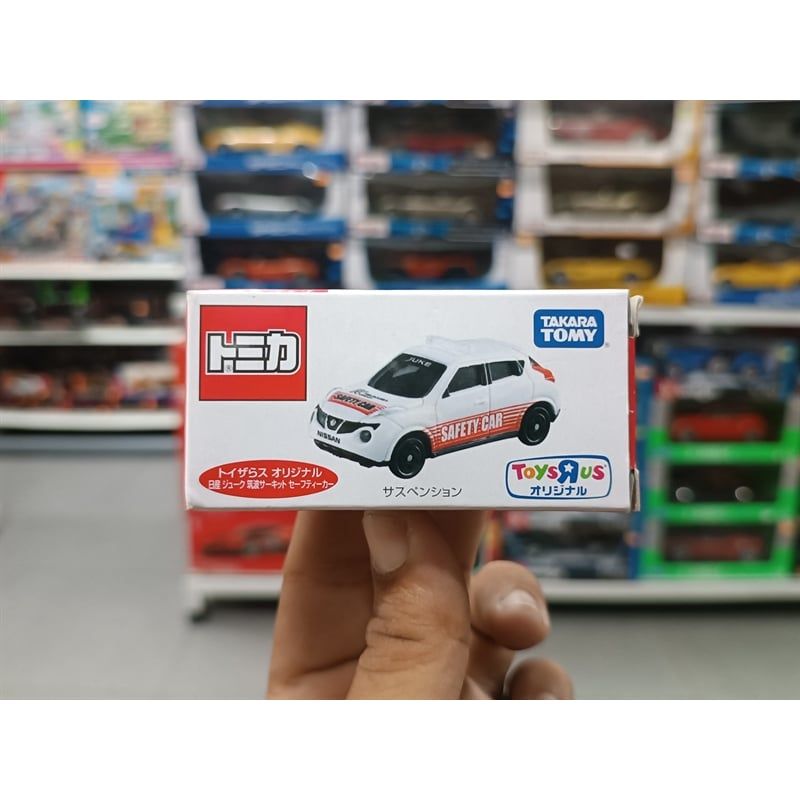 トミカ
TAKARA
TOMY
JUKE
SAFETY CAR
NISSAN
SAFETY CAR
トイザらス オリジナル
日産 ジューク 筑波サーキット セーフティーカー
サスペンション
TOYSЯUS
オリジナル